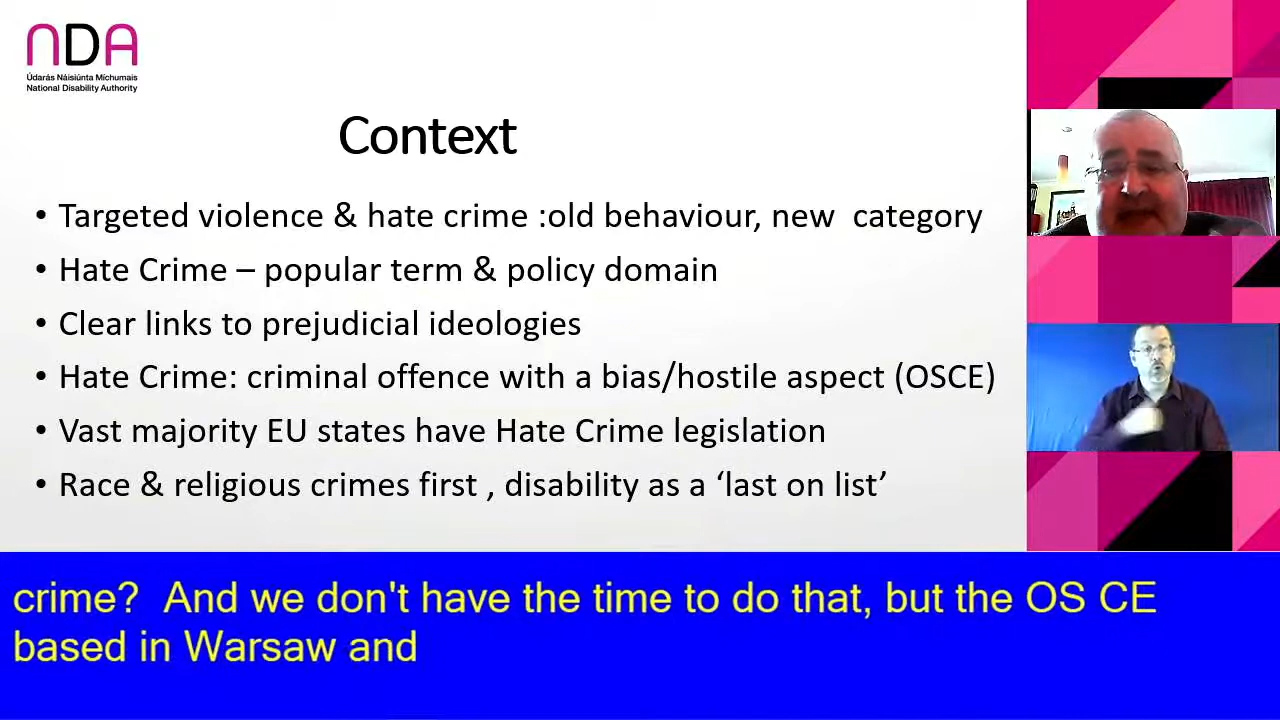 NDA
Údarás Náisiúnta Míchumais
National Disability Authority
Context
• Targeted violence & hate crime :old behaviour, new  category
• Hate Crime – popular term & policy domain
• Clear links to prejudicial ideologies
• Hate Crime: criminal offence with a bias/hostile aspect (OSCE)
• Vast majority EU states have Hate Crime legislation
• Race & religious crimes first , disability as a ‘last on list’
crime?  And we don't have the time to do that, but the OS CE
based in Warsaw and